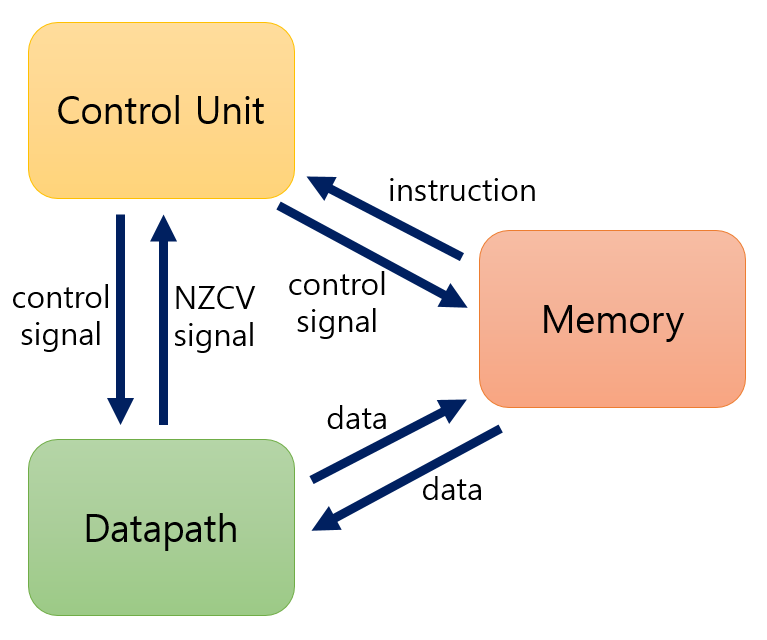 Control Unit
instruction
control
signal
NZCV
signal
control
signal
Memory
data
data
Datapath